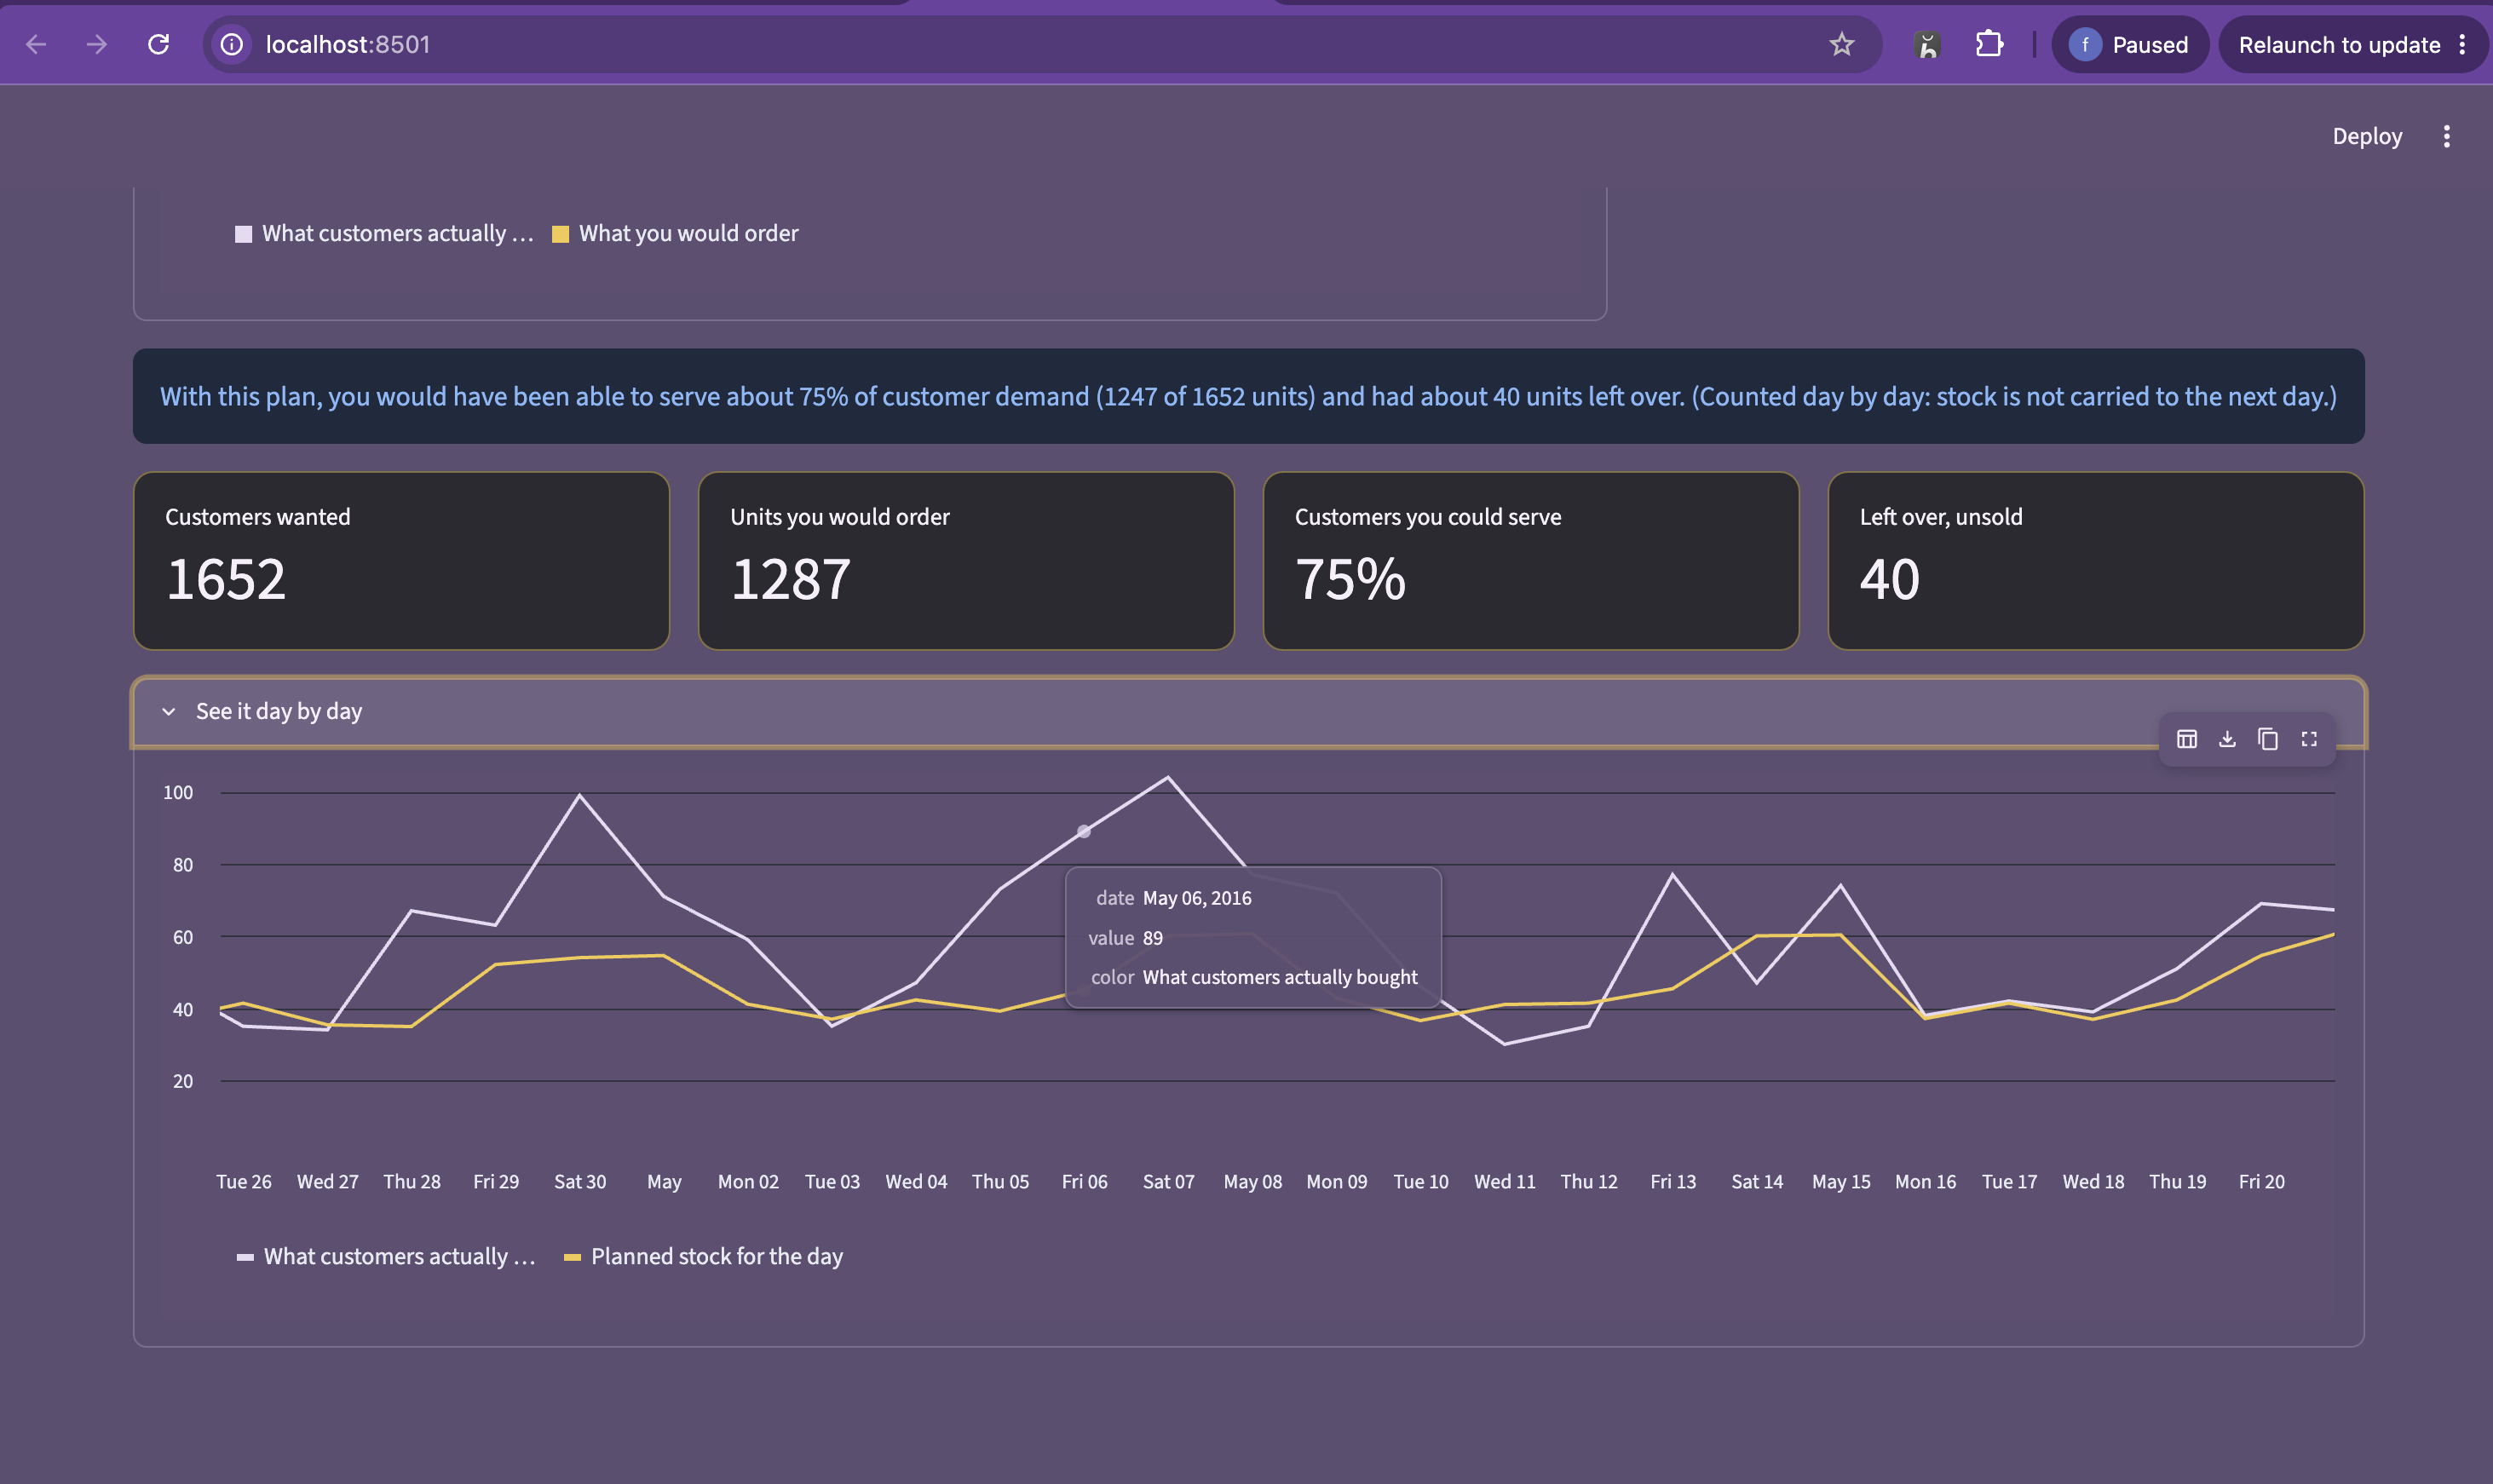 localhost:8501
f
Paused
Relaunch to update
Deploy
What customers actually …
What you would order
With this plan, you would have been able to serve about 75% of customer demand (1247 of 1652 units) and had about 40 units left over. (Counted day by day: stock is not carried to the next day.)
Customers wanted
1652
Units you would order
1287
Customers you could serve
75%
Left over, unsold
40
See it day by day
100
80
60
40
20
date May 06, 2016
value 89
color What customers actually bought
Tue 26 Wed 27 Thu 28 Fri 29 Sat 30 May Mon 02 Tue 03 Wed 04 Thu 05 Fri 06 Sat 07 May 08 Mon 09 Tue 10 Wed 11 Thu 12 Fri 13 Sat 14 May 15 Mon 16 Tue 17 Wed 18 Thu 19 Fri 20
What customers actually …
Planned stock for the day